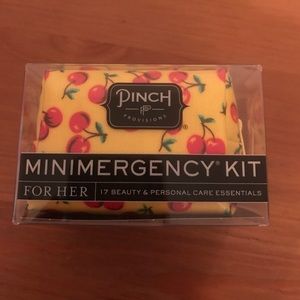 PINCH
PROVISIONS
®
MINIMERGENCY® KIT
FOR HER | 17 BEAUTY & PERSONAL CARE ESSENTIALS